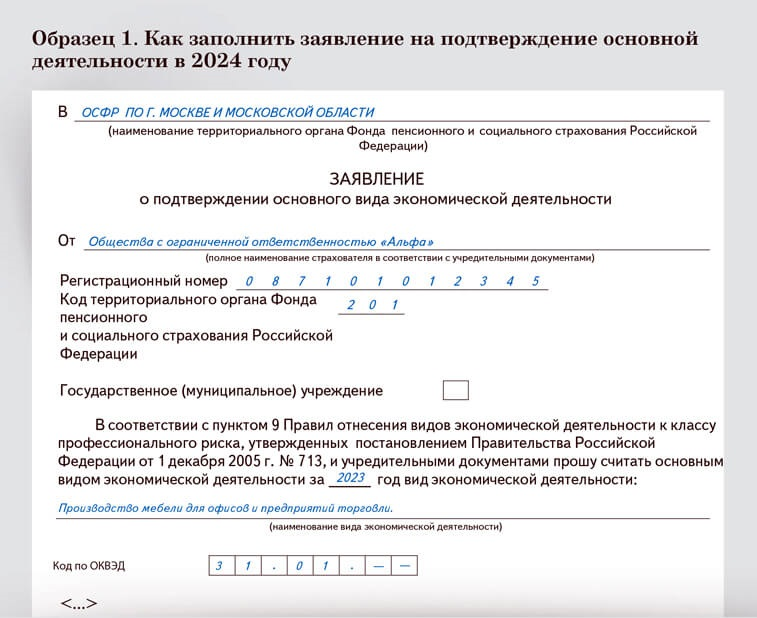 Образец 1. Как заполнить заявление на подтверждение основной
деятельности в 2024 году
В ОСФР ПО Г. МОСКВЕ И МОСКОВСКОЙ ОБЛАСТИ
(наименование территориального органа Фонда пенсионного и социального страхования Российской
Федерации)
ЗАЯВЛЕНИЕ
о подтверждении основного вида экономической деятельности
От Общества с ограниченной ответственностью «Альфа»
(полное наименование страхователя в соответствии с учредительными документами)
Регистрационный номер 0 8 7 1 0 1 0 1 2 3 4 5
Код территориального органа Фонда 2 0 1
пенсионного
и социального страхования Российской
Федерации
Государственное (муниципальное) учреждение
В соответствии с пунктом 9 Правил отнесения видов экономической деятельности к классу
профессионального риска, утвержденных постановлением Правительства Российской
Федерации от 1 декабря 2005 г. № 713, и учредительными документами прошу считать основным
видом экономической деятельности за 2023 год вид экономической деятельности:
Производство мебели для офисов и предприятий торговли.
(наименование вида экономической деятельности)
Код по ОКВЭД 3 1 . 0 1 . — —
<...>